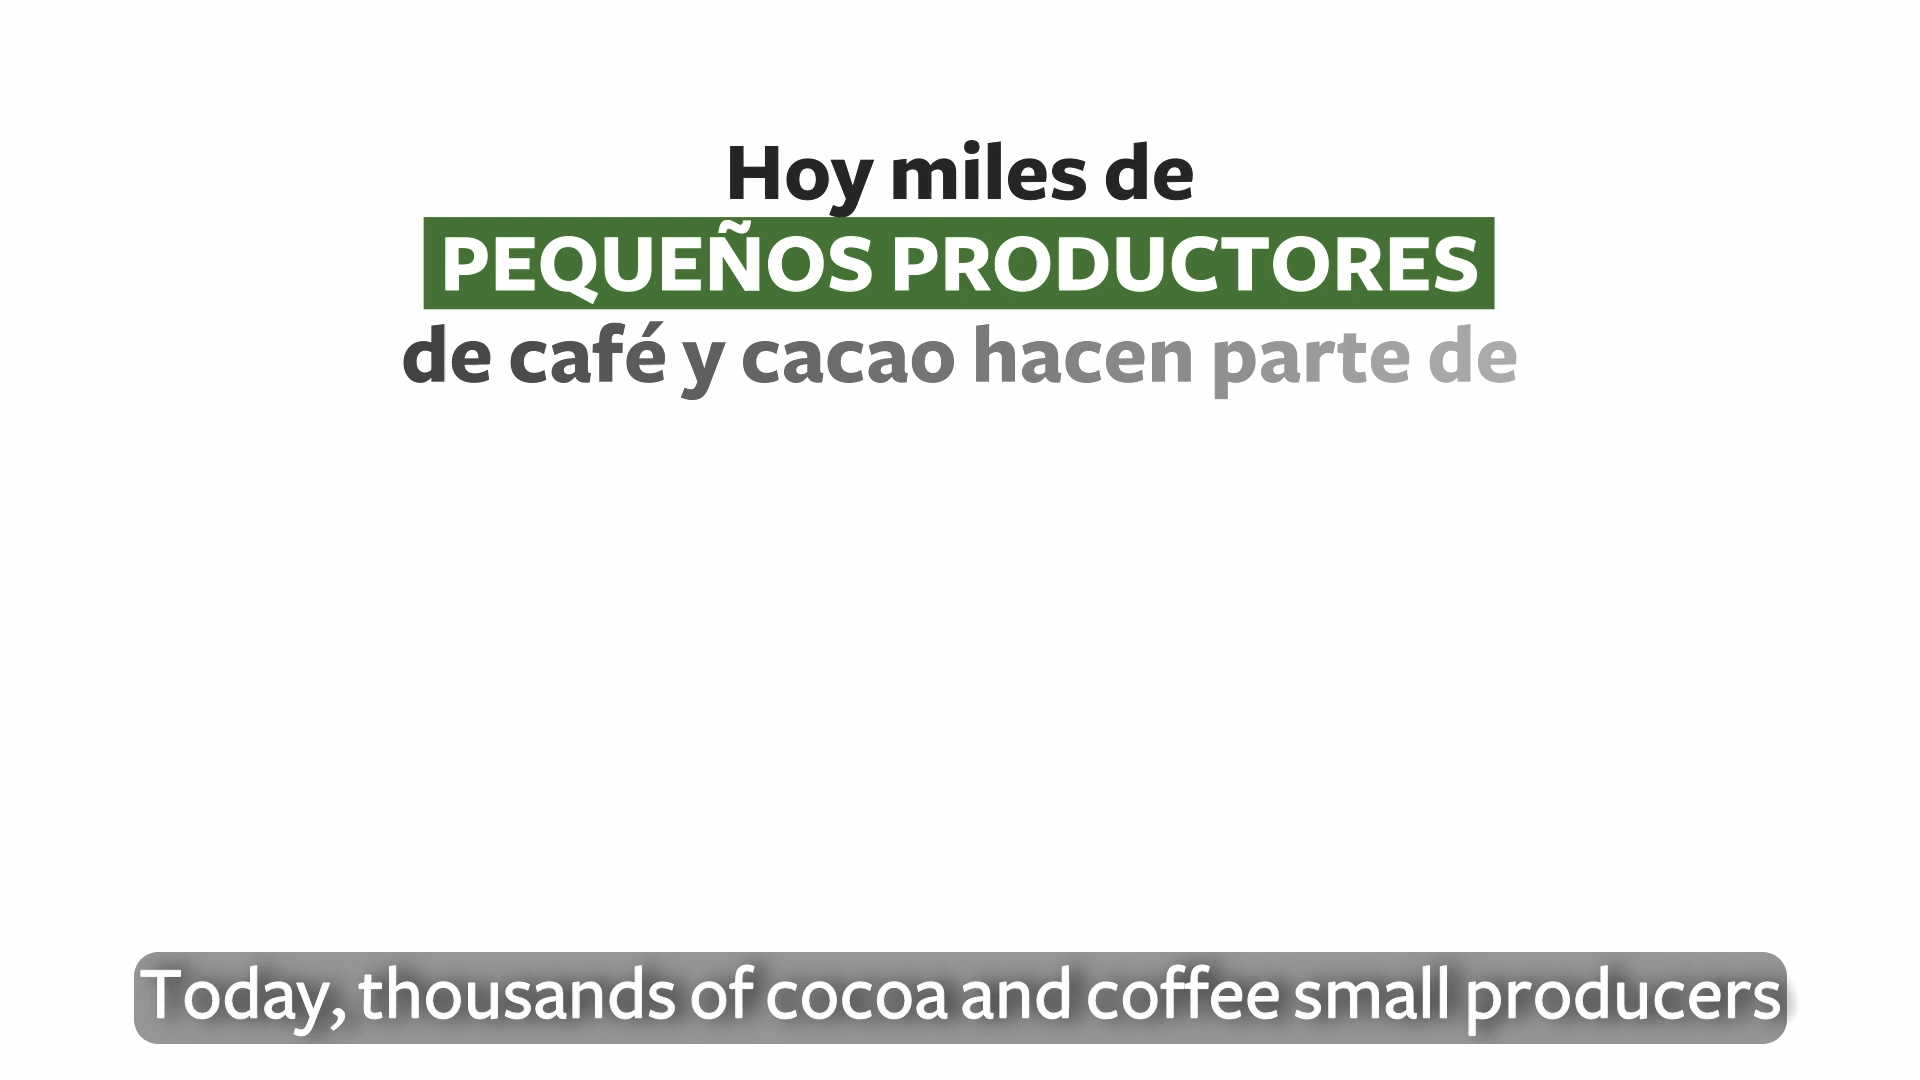 Hoy miles de
PEQUEÑOS PRODUCTORES
de café y cacao hacen parte de
Today, thousands of cocoa and coffee small producers